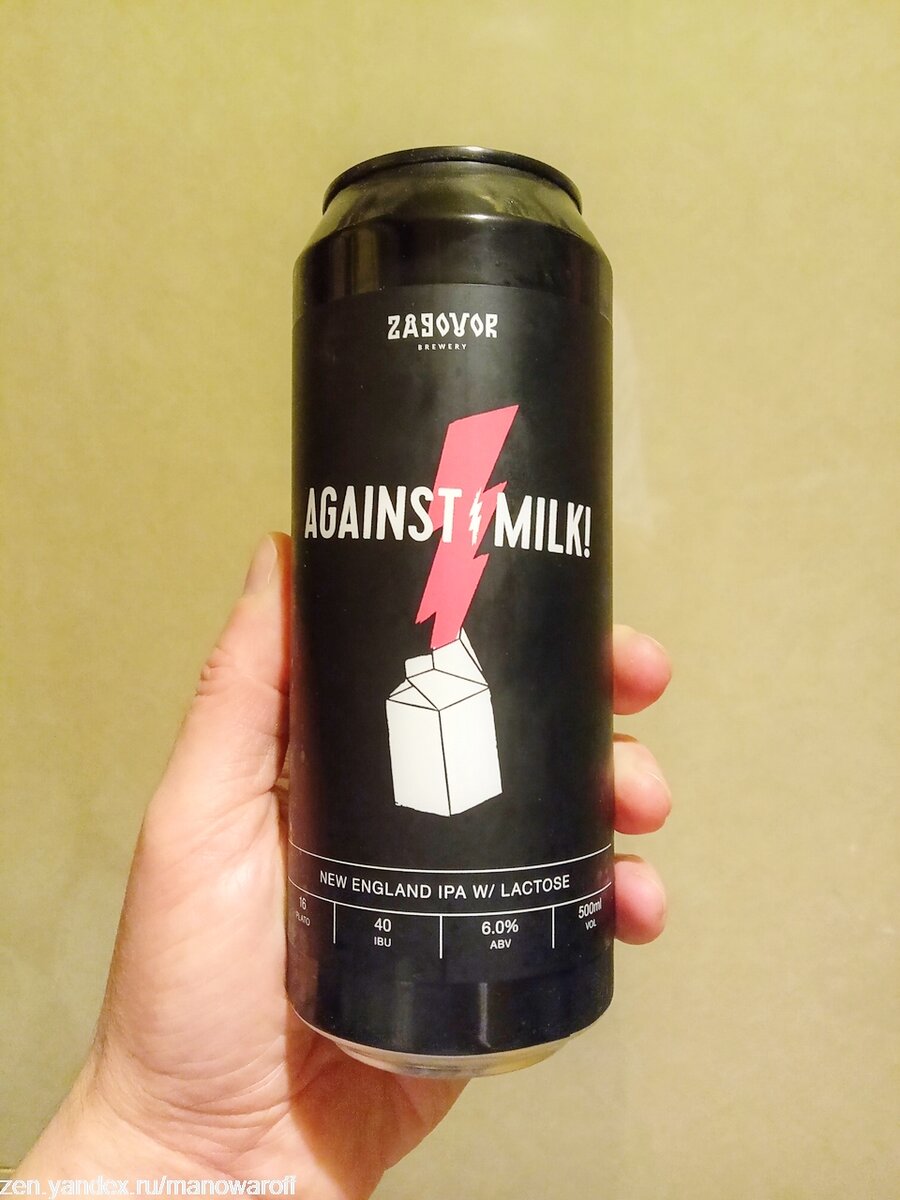 ZAGOVOR
BREWERY
AGAINST MILK!
NEW ENGLAND IPA W/ LACTOSE
16 40 6.0% 500ml
PLATO IBU ABV VOL
zen.yandex.ru/manowaroff